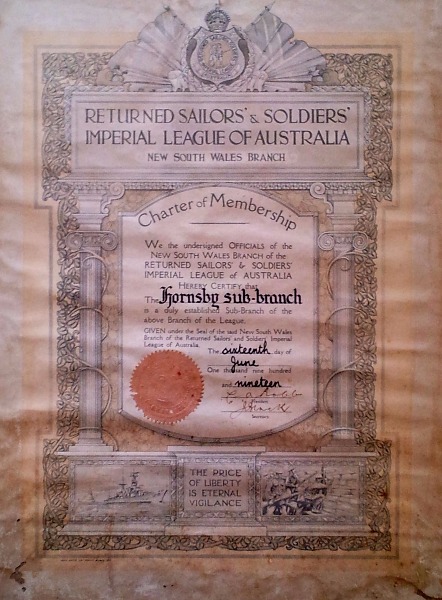 RETURNED SAILORS' & SOLDIERS'
IMPERIAL LEAGUE OF AUSTRALIA
NEW SOUTH WALES BRANCH
Charter of Membership
WE the undersigned OFFICIALS of the
NEW SOUTH WALES BRANCH of the
RETURNED SAILORS' & SOLDIERS'
IMPERIAL LEAGUE of AUSTRALIA
HEREBY CERTIFY that
The Hornsby sub-branch
is a duly established Sub-Branch of the
above Branch of the League.
GIVEN under the Seal of the said New South Wales
Branch of the Returned Sailors' and Soldiers' Imperial
League of Australia.
The sixteenth day of
June
One thousand nine hundred
and nineteen
President
Secretary
THE PRICE
OF LIBERTY
IS ETERNAL
VIGILANCE